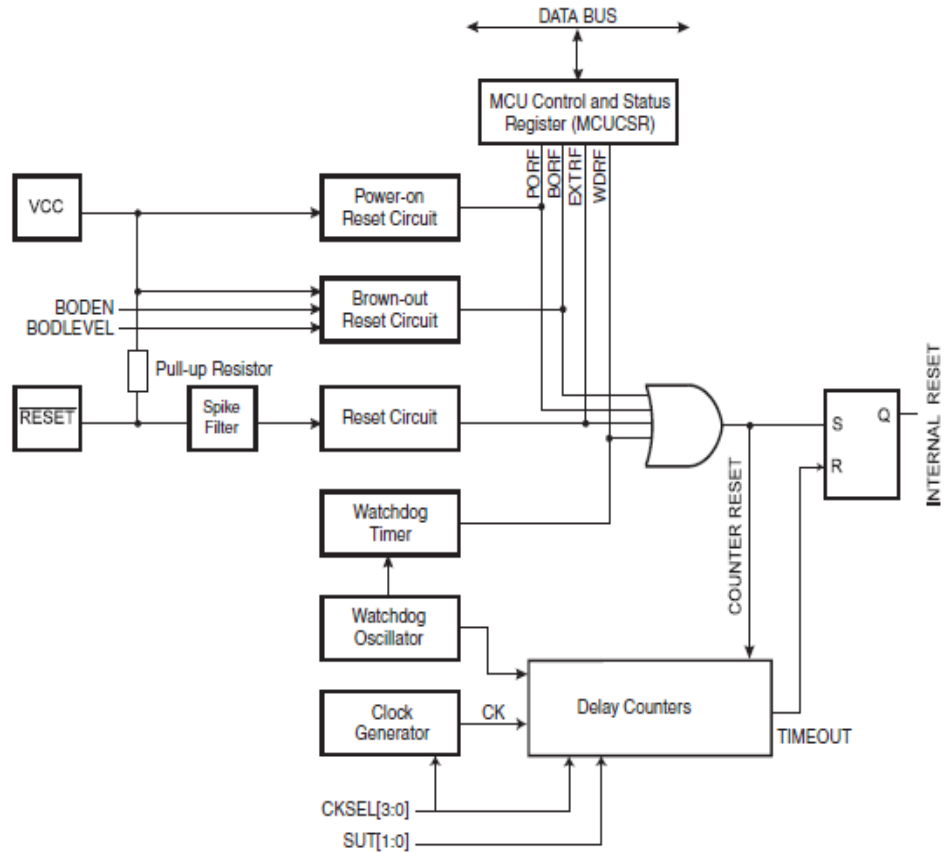 DATA BUS
MCU Control and Status
Register (MCUCSR)
PORF
BORF
EXTRF
WDRF
VCC
Power-on
Reset Circuit
BODEN
BODLEVEL
Brown-out
Reset Circuit
Pull-up Resistor
RESET
Spike
Filter
Reset Circuit
S
Q
R
INTERNAL RESET
Watchdog
Timer
COUNTER RESET
Watchdog
Oscillator
Clock
Generator
CK
Delay Counters
TIMEOUT
CKSEL[3:0]
SUT[1:0]